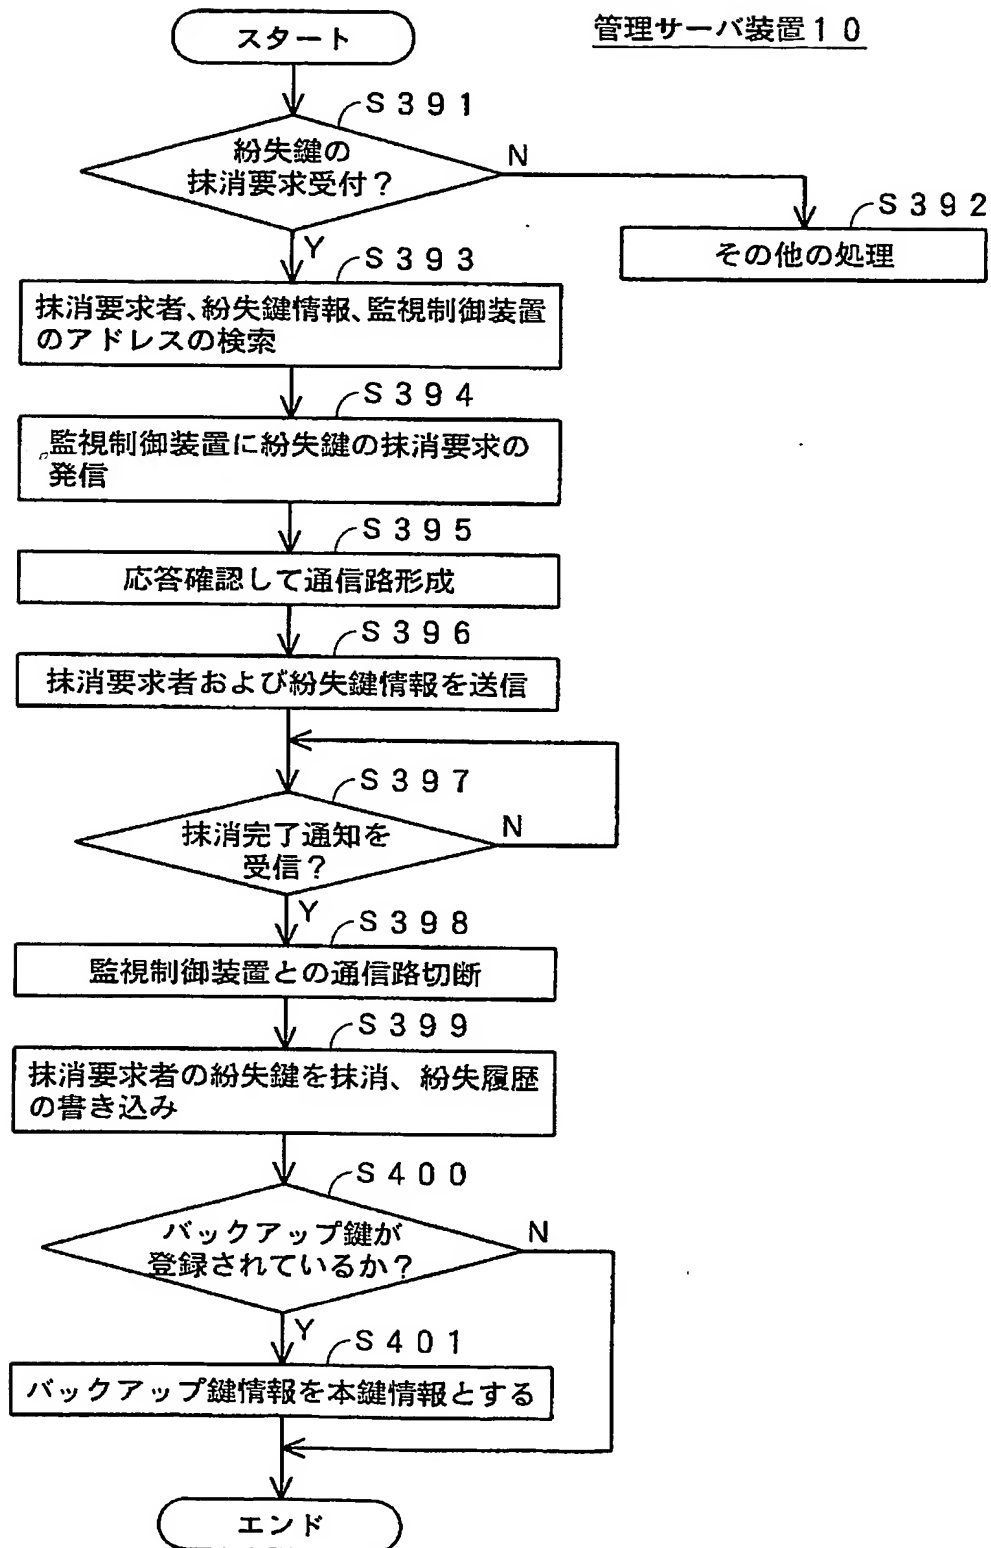 管理サーバ装置10
スタート
S391
紛失鍵の
抹消要求受付?
N
S392
その他の処理
Y
S393
抹消要求者、紛失鍵情報、監視制御装置
のアドレスの検索
S394
監視制御装置に紛失鍵の抹消要求の
発信
S395
応答確認して通信路形成
S396
抹消要求者および紛失鍵情報を送信
S397
抹消完了通知を
受信?
N
Y
S398
監視制御装置との通信路切断
S399
抹消要求者の紛失鍵を抹消、紛失履歴
の書き込み
S400
バックアップ鍵が
登録されているか?
N
Y
S401
バックアップ鍵情報を本鍵情報とする
エンド